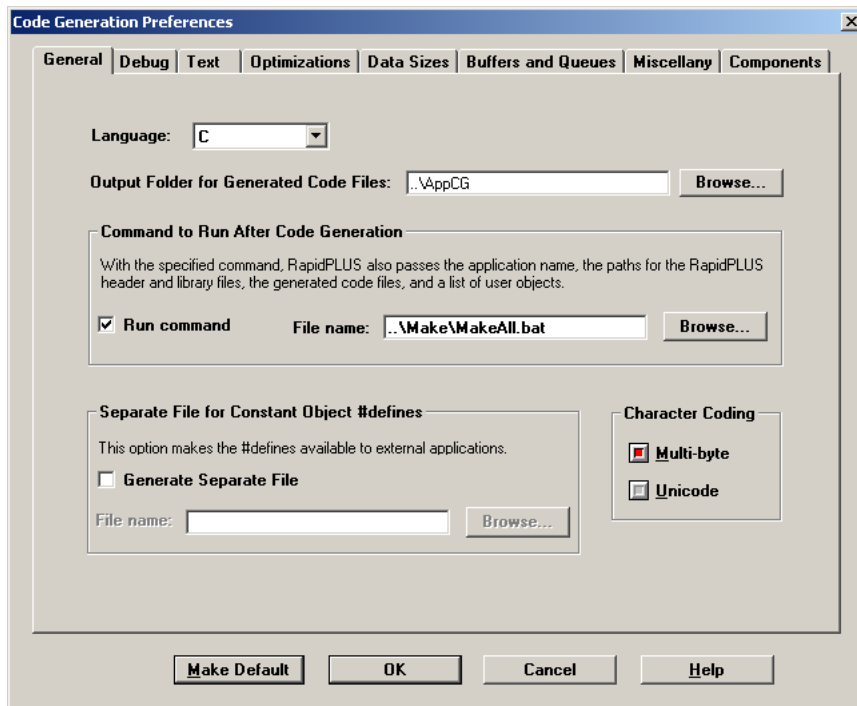 Code Generation Preferences
General Debug Text Optimizations Data Sizes Buffers and Queues Miscellany Components
Language: C
Output Folder for Generated Code Files: ..\AppCG Browse...
Command to Run After Code Generation
With the specified command, RapidPLUS also passes the application name, the paths for the RapidPLUS
header and library files, the generated code files, and a list of user objects.
Run command File name: ..\Make\MakeAll.bat Browse...
Separate File for Constant Object #defines
This option makes the #defines available to external applications.
Generate Separate File
File name: Browse...
Character Coding
Multi-byte
Unicode
Make Default OK Cancel Help